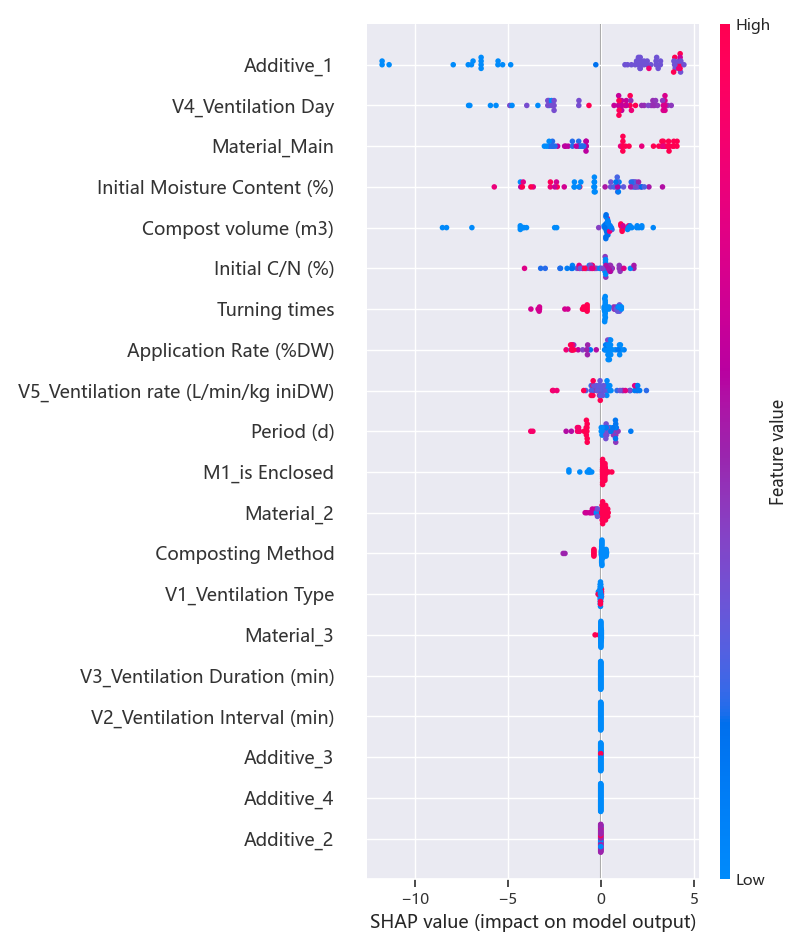 High
Additive_1
V4_Ventilation Day
Material_Main
Initial Moisture Content (%)
Compost volume (m3)
Initial C/N (%)
Turning times
Application Rate (%DW)
V5_Ventilation rate (L/min/kg iniDW)
Period (d)
M1_is Enclosed
Material_2
Composting Method
V1_Ventilation Type
Material_3
V3_Ventilation Duration (min)
V2_Ventilation Interval (min)
Additive_3
Additive_4
Additive_2
Feature value
Low
−10 −5 0 5
SHAP value (impact on model output)